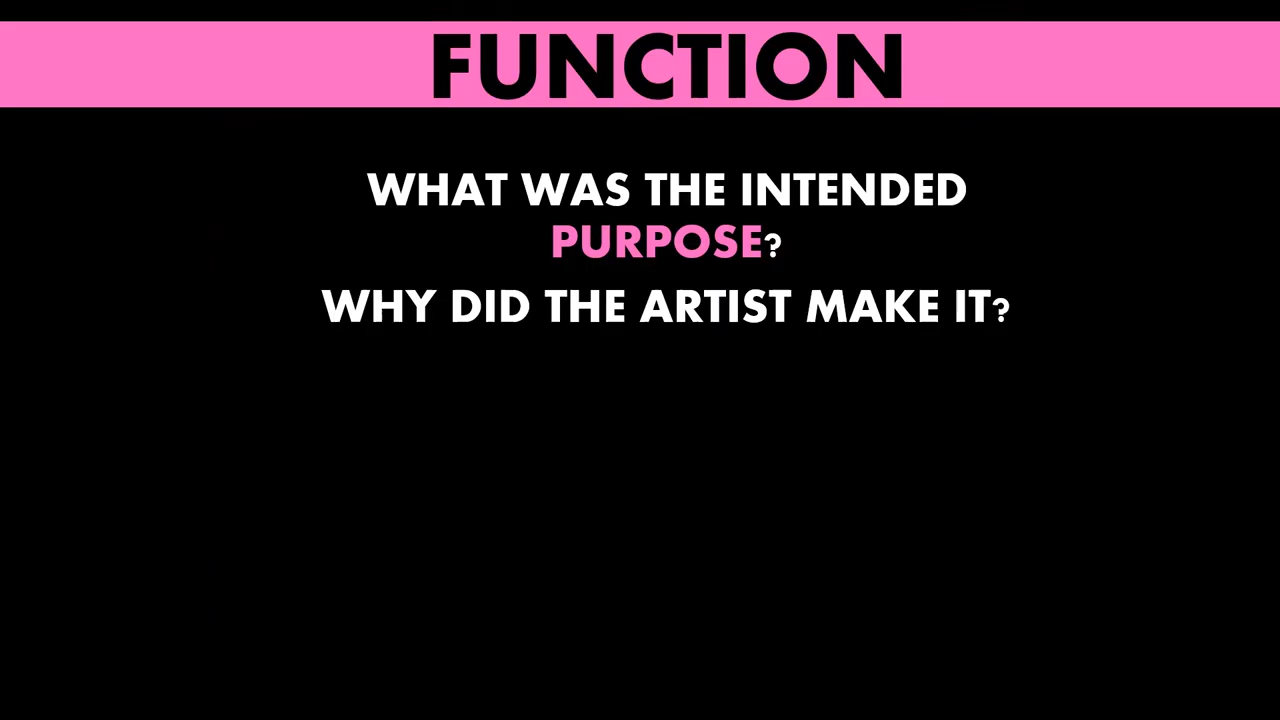 FUNCTION
WHAT WAS THE INTENDED
PURPOSE?
WHY DID THE ARTIST MAKE IT?